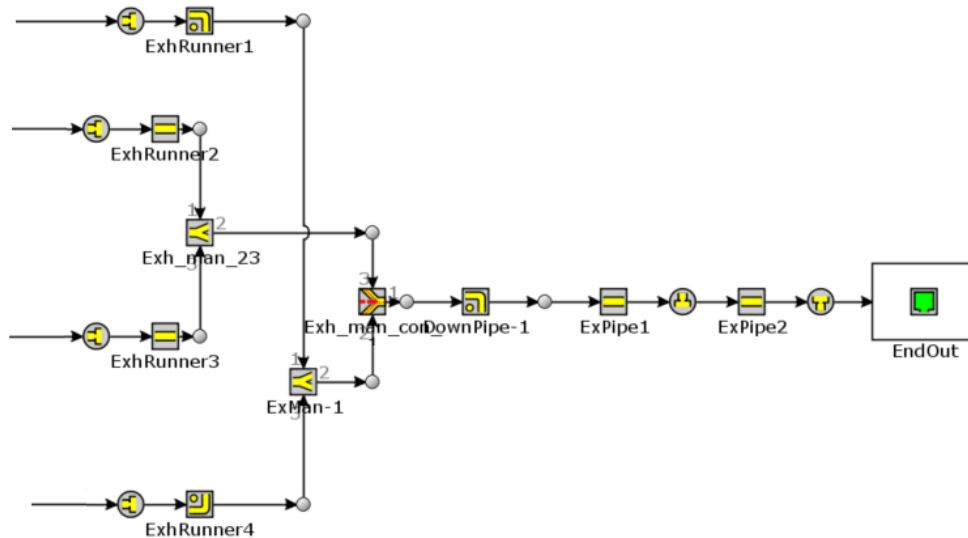 ExhRunner1
ExhRunner2
1
2
Exh_man_23
3
ExhRunner3
3
1
Exh_man_con_
DownPipe-1
ExPipe1
ExPipe2
EndOut
2
1
2
ExMan-1
3
ExhRunner4